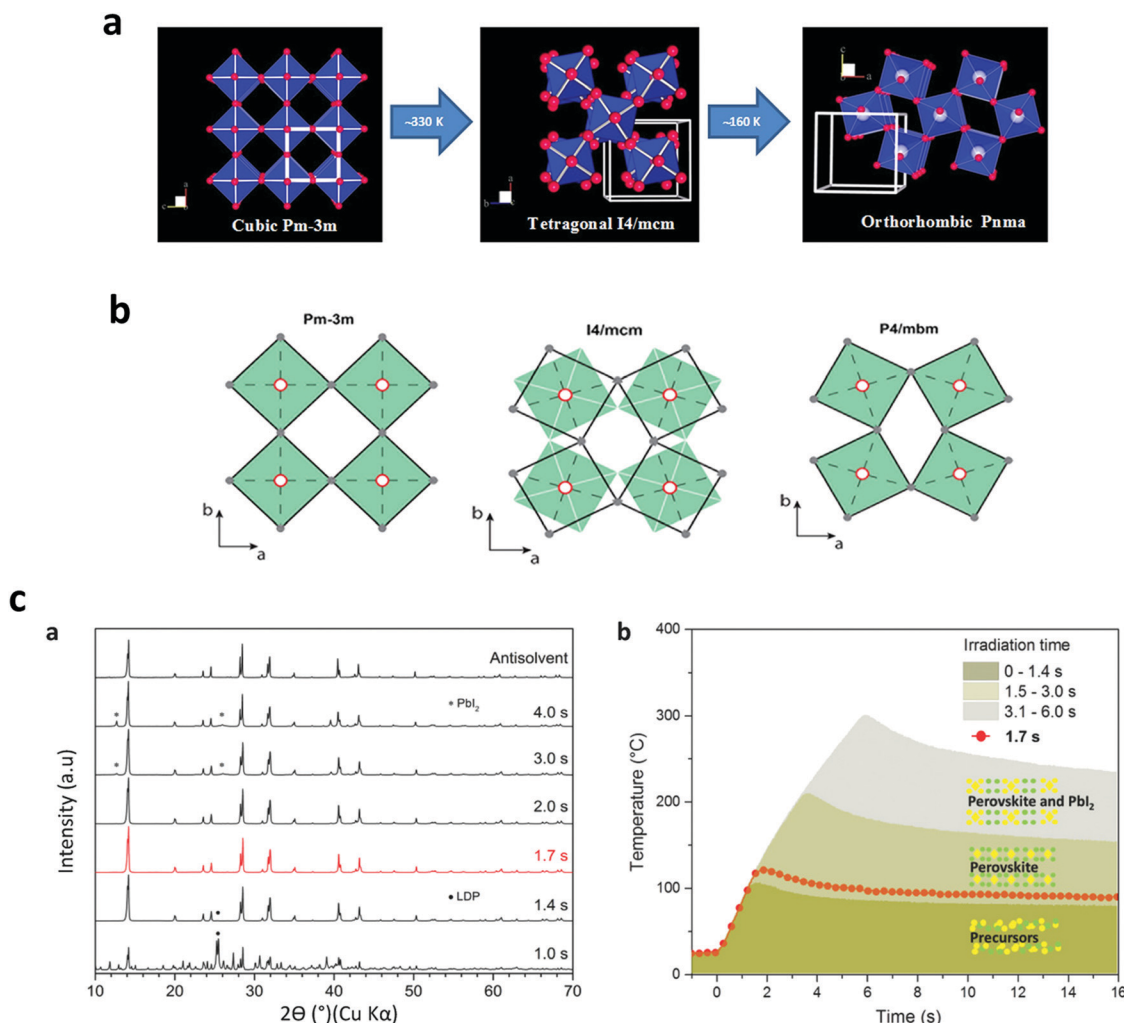 a
~330 K
~160 K
a
c
b
Cubic Pm-3m
b
a
c
Tetragonal I4/mcm
c
a
b
Orthorhombic Pnma
b
Pm-3m
I4/mcm
P4/mbm
b
a
b
a
b
a
c
a
Antisolvent
* PbI₂
4.0 s
*
*
3.0 s
*
*
2.0 s
1.7 s
• LDP
1.4 s
1.0 s
Intensity (a.u)
10 20 30 40 50 60 70
2Θ (°)(Cu Kα)
b
400
300
200
100
0
Temperature (°C)
Irradiation time
0 - 1.4 s
1.5 - 3.0 s
3.1 - 6.0 s
1.7 s
Perovskite and PbI₂
Perovskite
Precursors
0 2 4 6 8 10 12 14 16
Time (s)